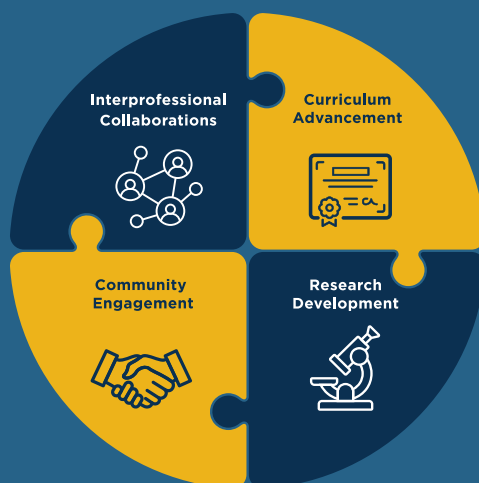 Interprofessional
Collaborations
Curriculum
Advancement
Community
Engagement
Research
Development